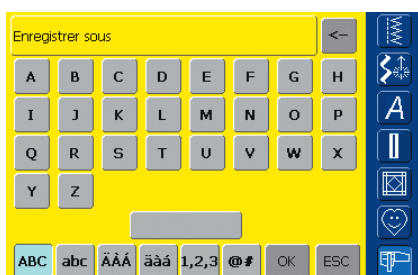 Enregistrer sous <-
A B C D E F G H
I J K L M N O P
Q R S T U V W X
Y Z
ABC abc ÄÀÁ äàá 1,2,3 @# OK ESC
A